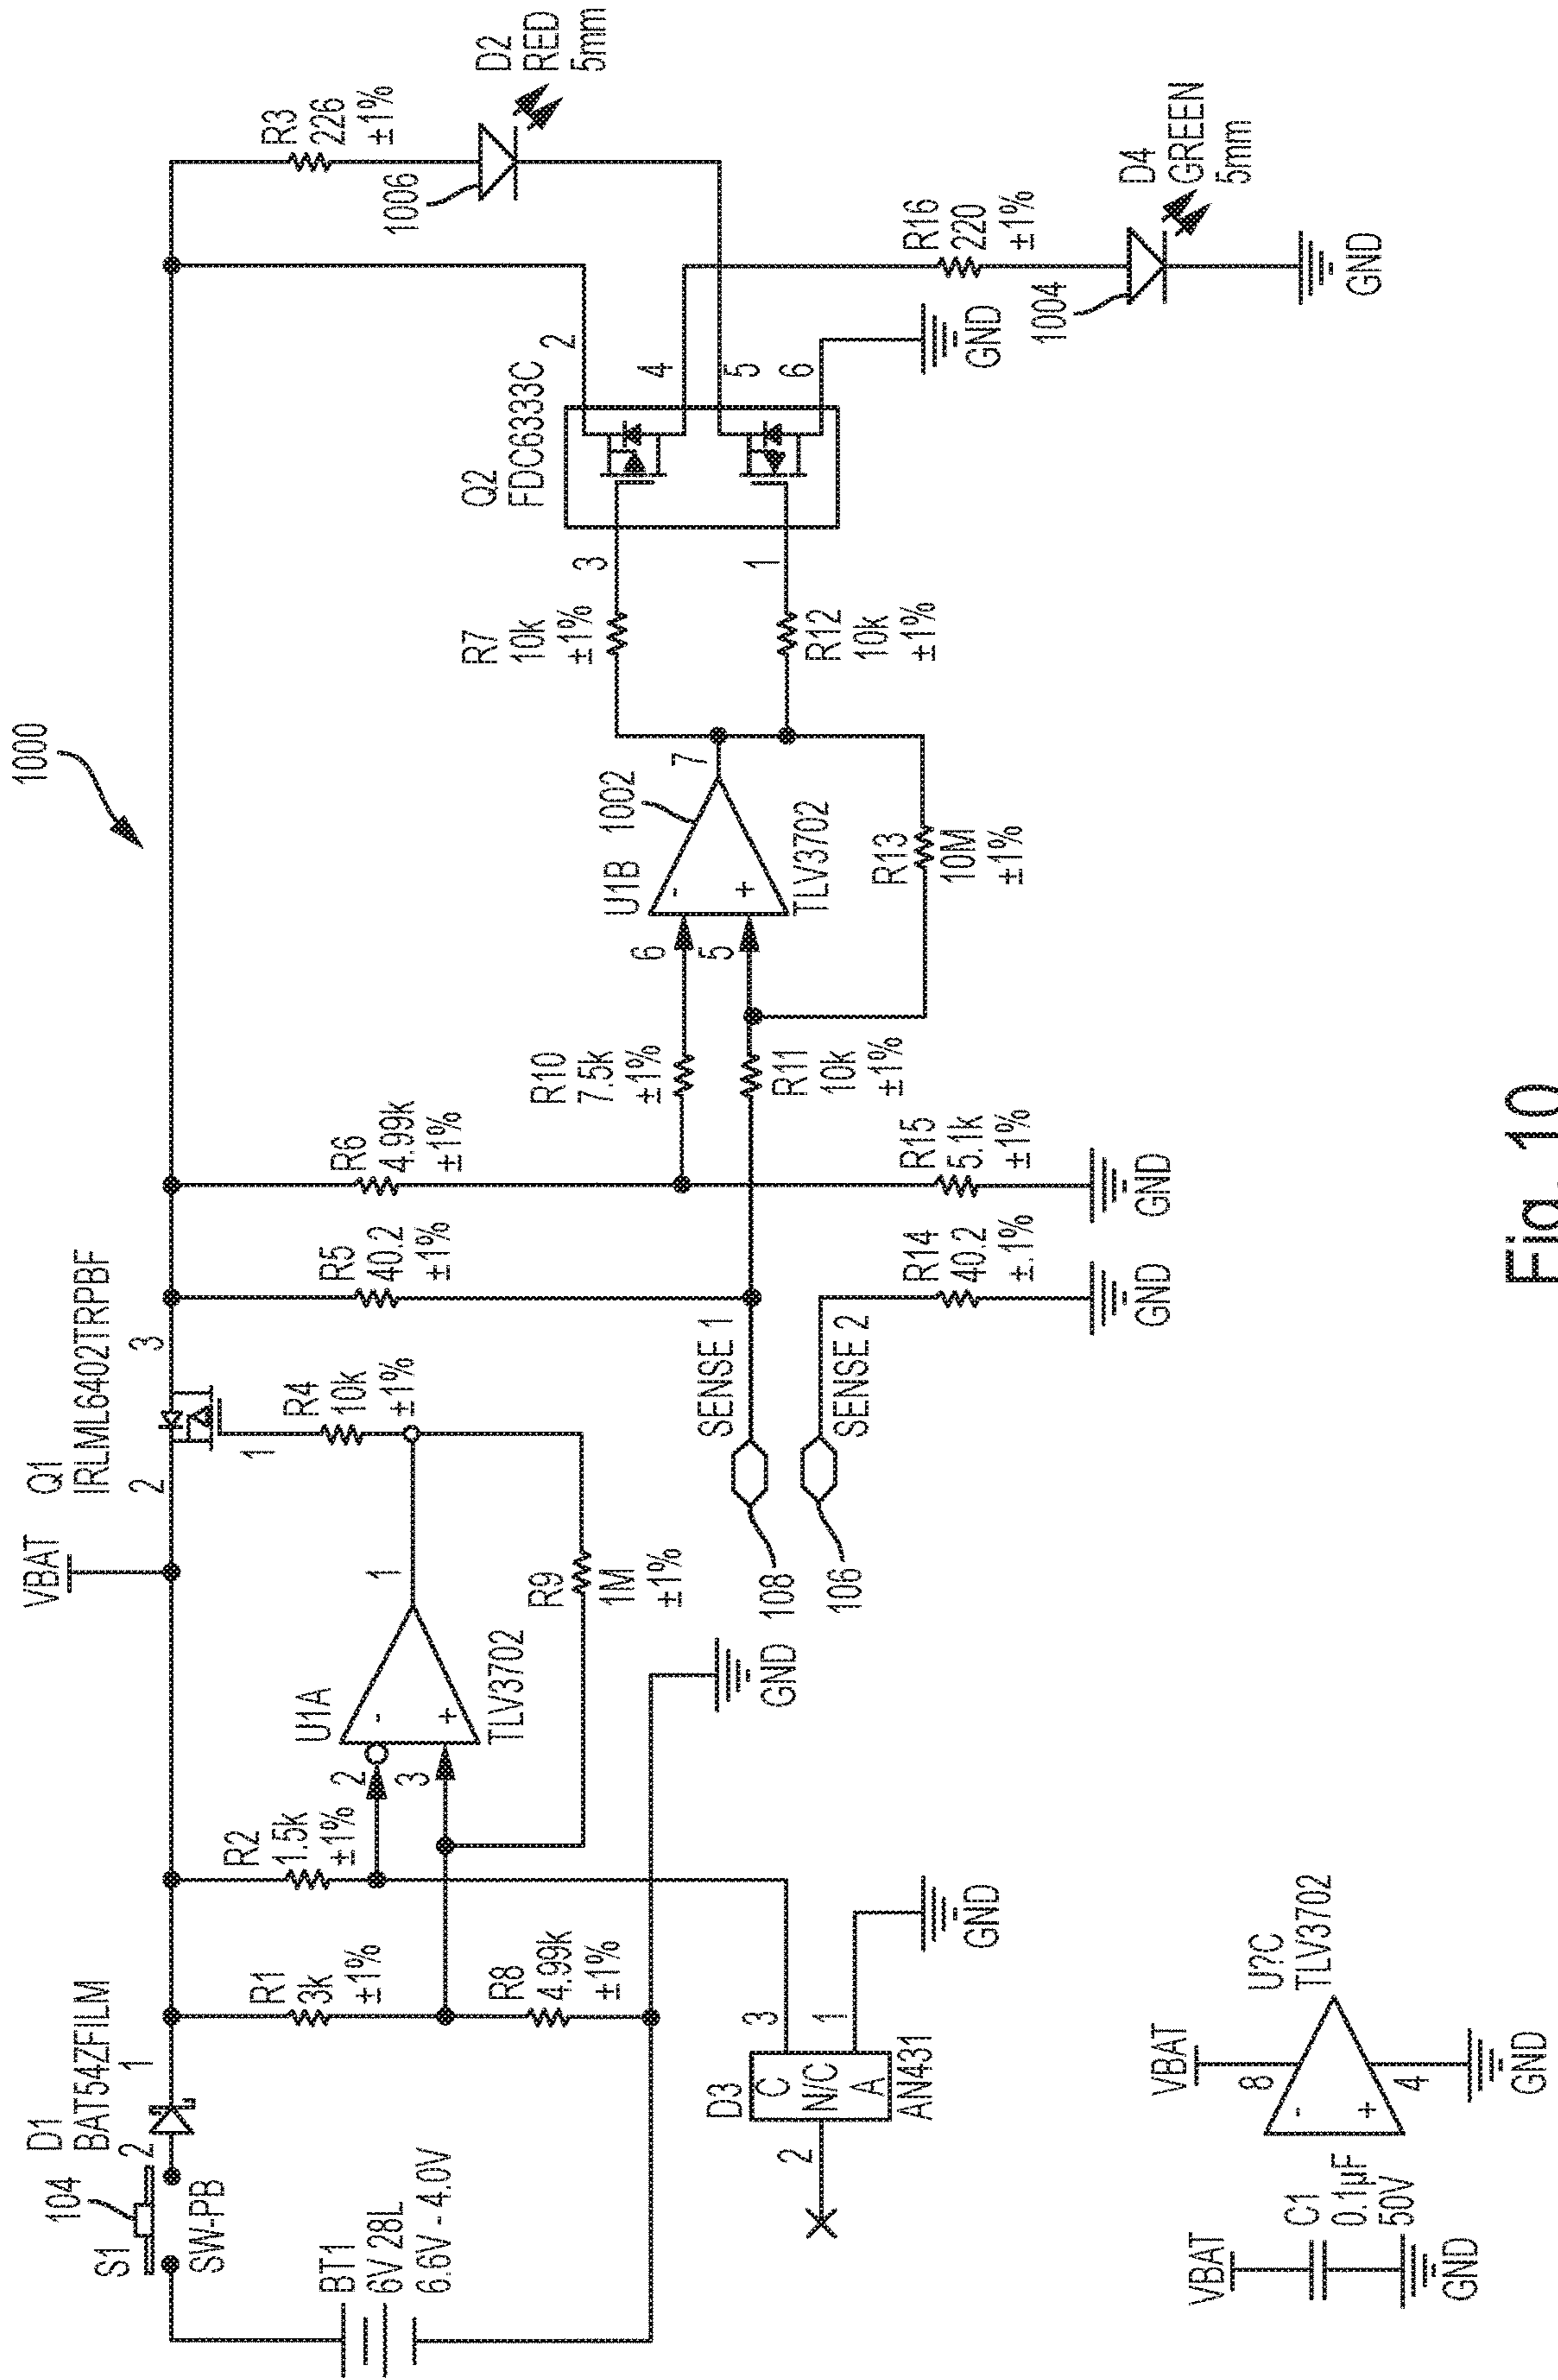 1000
S1
104
SW-PB
D1
BAT54ZFILM
2
1
BT1
6V 28L
6.6V - 4.0V
R1
3k
±1%
R2
1.5k
±1%
R8
4.99k
±1%
2
3
U1A
-
+
TLV3702
1
R9
1M
±1%
GND
VBAT
Q1
IRLML6402TRPBF
2
3
1
R4
10k
±1%
D3
C
N/C
A
AN431
2
3
1
GND
SENSE 1
108
SENSE 2
106
R5
40.2
±1%
R6
4.99k
±1%
R14
40.2
±.1%
GND
R15
5.1k
±1%
GND
R10
7.5k
±1%
R11
10k
±1%
6
5
U1B
-
+
TLV3702
7
1002
R13
10M
±1%
R7
10k
±1%
R12
10k
±1%
3
1
Q2
FDC6333C
2
4
5
6
GND
R3
226
±1%
1006
D2
RED
5mm
R16
220
±1%
1004
D4
GREEN
5mm
GND
VBAT
C1
0.1µF
50V
GND
VBAT
8
-
+
4
GND
U?C
TLV3702
Fig. 10